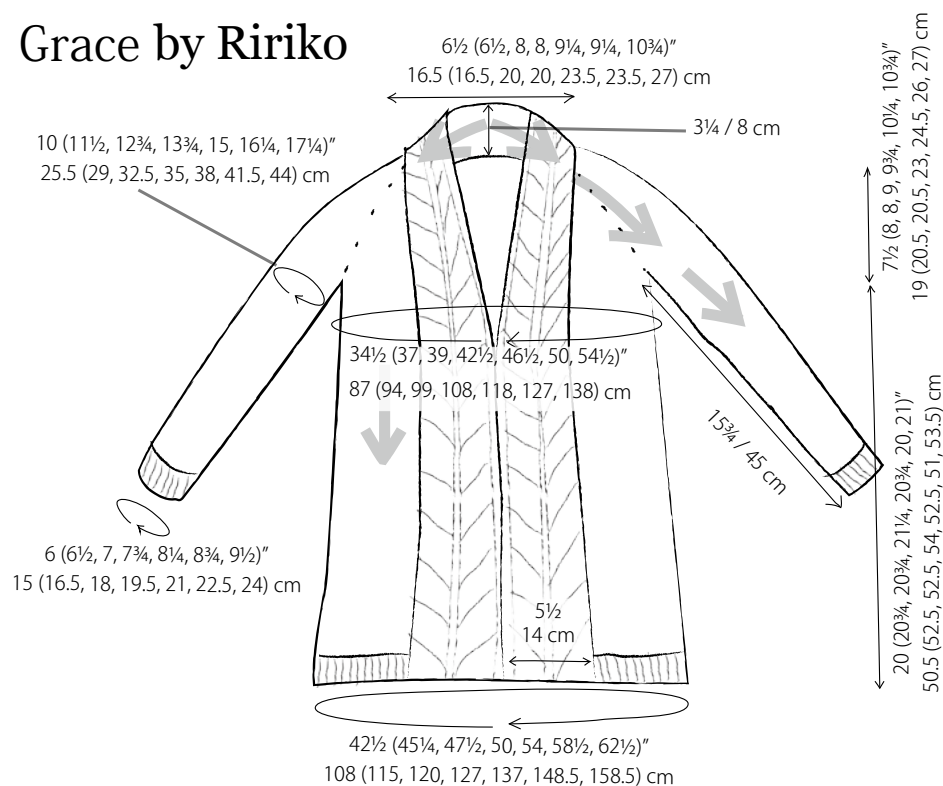 Grace by Ririko
6½ (6½, 8, 8, 9¼, 9¼, 10¾)”
16.5 (16.5, 20, 20, 23.5, 23.5, 27) cm
3¼ / 8 cm
10 (11½, 12¾, 13¾, 15, 16¼, 17¼)”
25.5 (29, 32.5, 35, 38, 41.5, 44) cm
7½ (8, 8, 9, 9¾, 10¼, 10¾)”
19 (20.5, 20.5, 23, 24.5, 26, 27) cm
34½ (37, 39, 42½, 46½, 50, 54½)”
87 (94, 99, 108, 118, 127, 138) cm
15¾ / 45 cm
20 (20¾, 20¾, 21¼, 20¾, 20, 21)”
50.5 (52.5, 52.5, 54, 52.5, 51, 53.5) cm
6 (6½, 7, 7¾, 8¼, 8¾, 9½)”
15 (16.5, 18, 19.5, 21, 22.5, 24) cm
5½
14 cm
42½ (45¼, 47½, 50, 54, 58½, 62½)”
108 (115, 120, 127, 137, 148.5, 158.5) cm